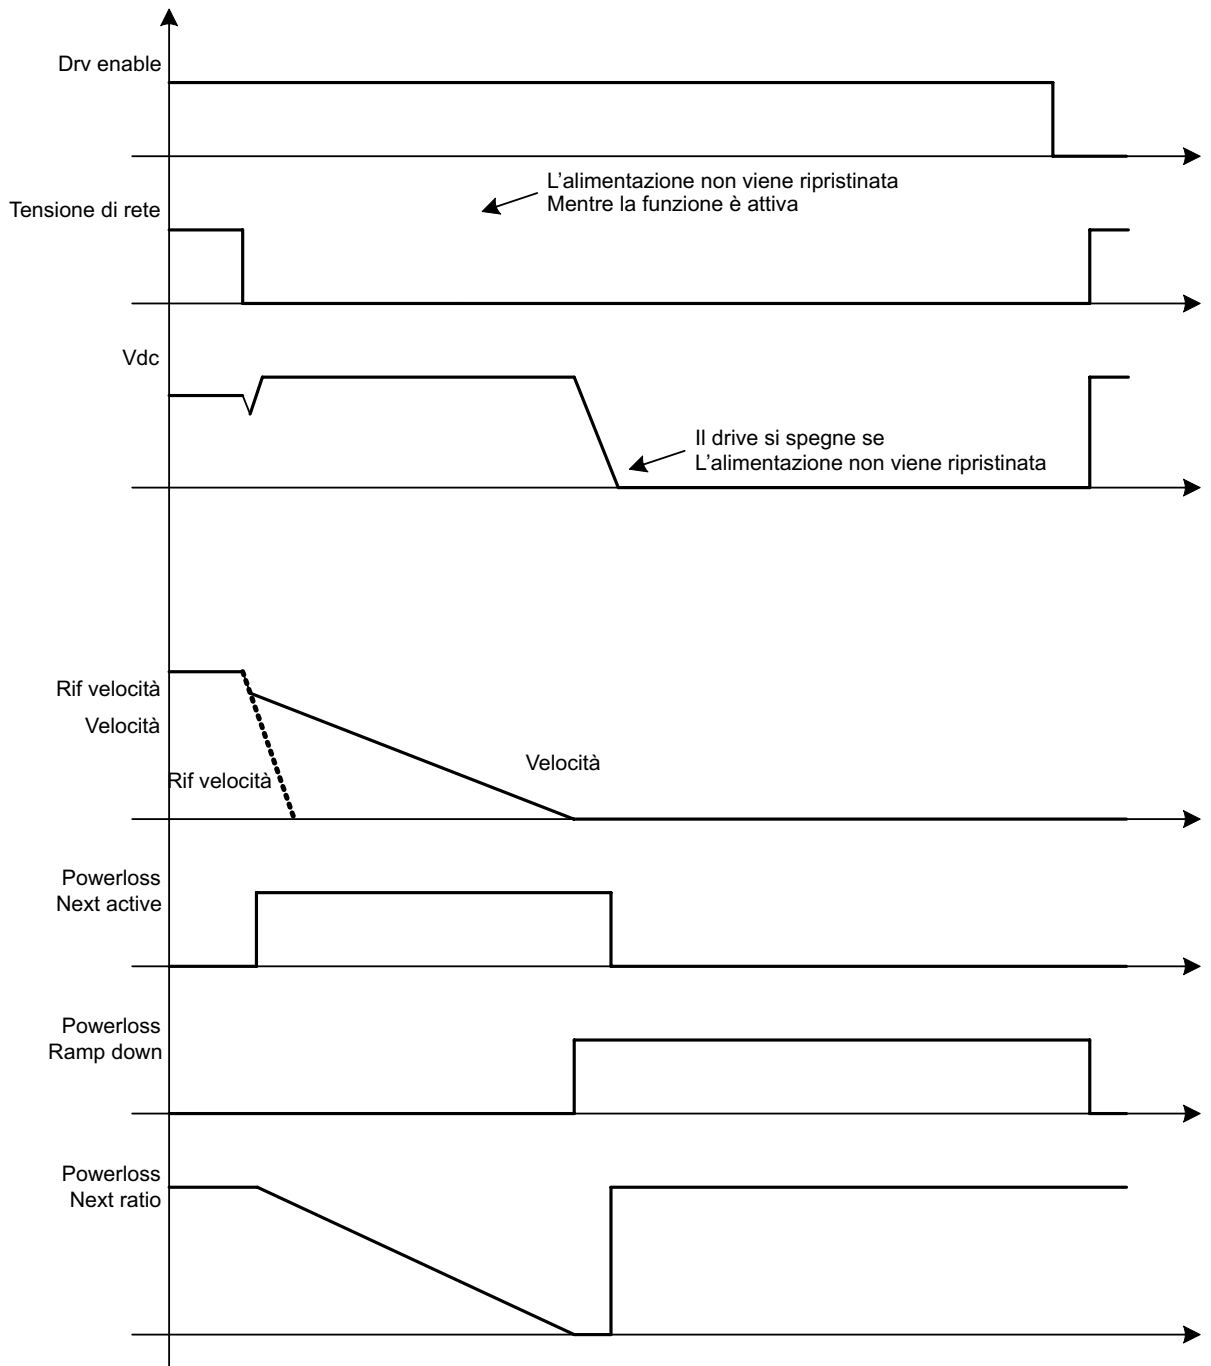 Drv enable
L’alimentazione non viene ripristinata
Mentre la funzione è attiva
Tensione di rete
Vdc
Il drive si spegne se
L’alimentazione non viene ripristinata
Rif velocità
Velocità
Velocità
Rif velocità
Powerloss
Next active
Powerloss
Ramp down
Powerloss
Next ratio